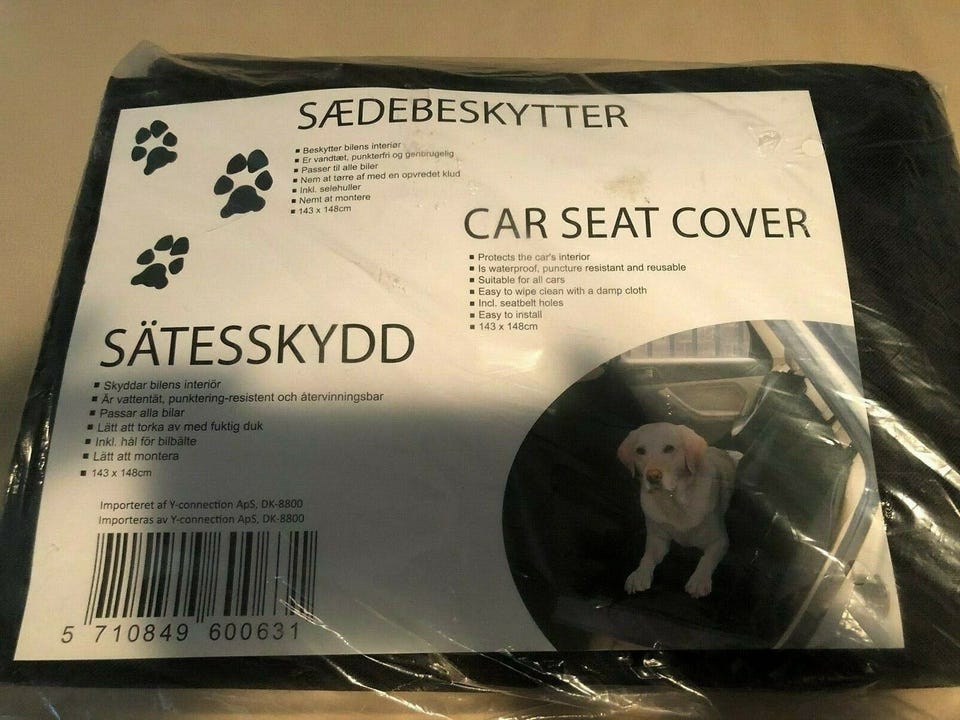 SÆDEBESKYTTER
▪ Beskytter bilens interiør
▪ Er vandtæt, punkterfri og genbrugelig
▪ Passer til alle biler
▪ Nem at tørre af med en opvredet klud
▪ Inkl. selehuller
▪ Nemt at montere
▪ 143 x 148cm
CAR SEAT COVER
▪ Protects the car's interior
▪ Is waterproof, puncture resistant and reusable
▪ Suitable for all cars
▪ Easy to wipe clean with a damp cloth
▪ Incl. seatbelt holes
▪ Easy to install
▪ 143 x 148cm
SÄTESSKYDD
▪ Skyddar bilens interiör
▪ Är vattentät, punktering-resistent och återvinningsbar
▪ Passar alla bilar
▪ Lätt att torka av med fuktig duk
▪ Inkl. hål för bilbälte
▪ Lätt att montera
▪ 143 x 148cm
Importeret af Y-connection ApS, DK-8800
Importeras av Y-connection ApS, DK-8800
5 710849 600631